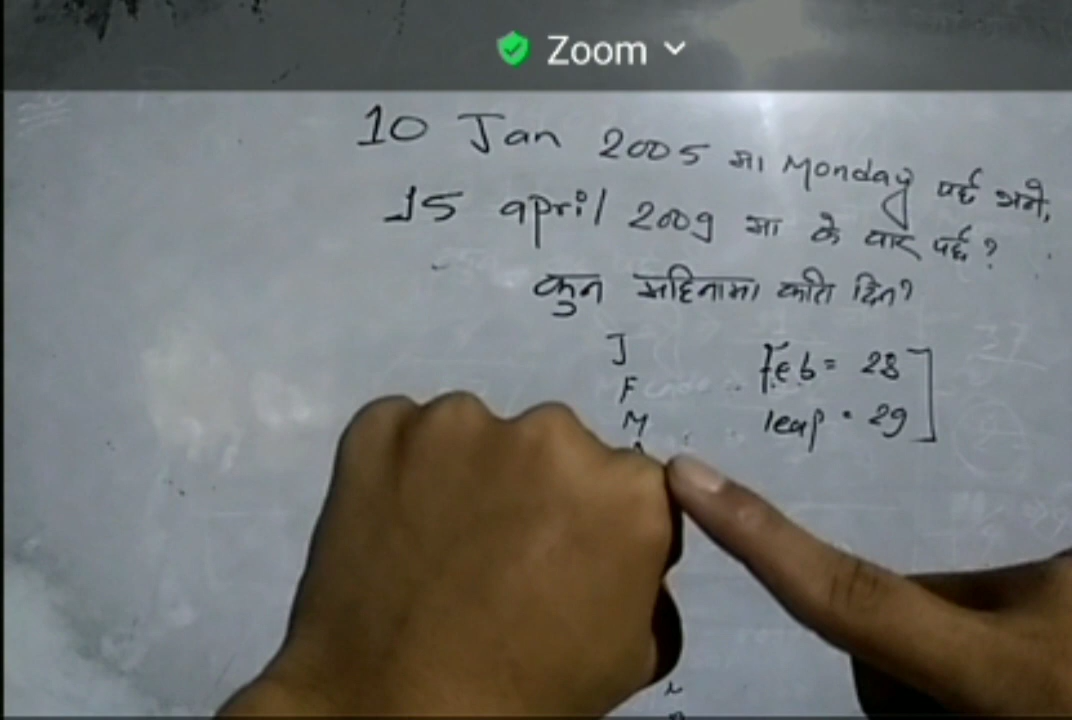 Zoom
10 Jan 2005 मा Monday पर्छ भने,
15 april 2009 मा के वार पर्छ?
कुन महिनामा कति दिन?
J
F
M
Feb = 28
leap = 29